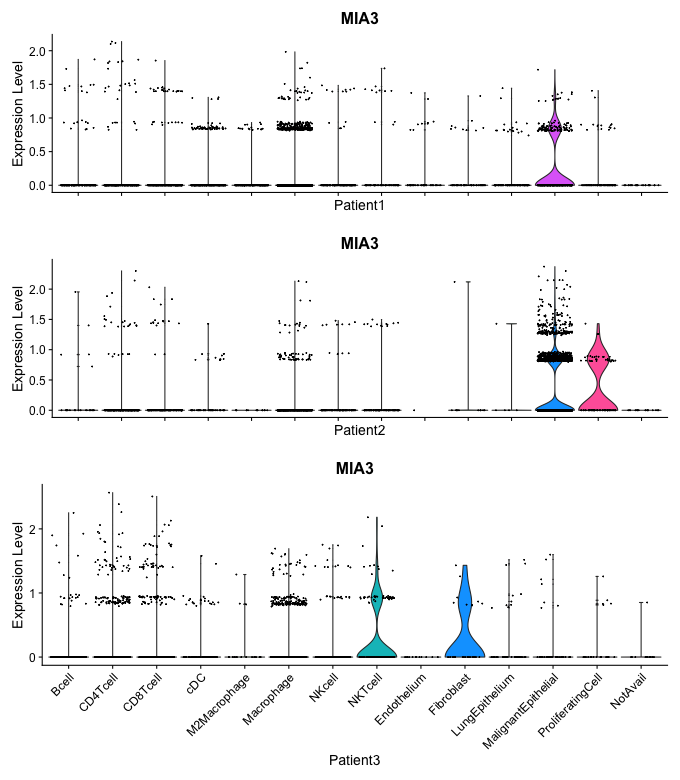 MIA3
Expression Level
2.0
1.5
1.0
0.5
0.0
Patient1
MIA3
Expression Level
2.0
1.5
1.0
0.5
0.0
Patient2
MIA3
Expression Level
2
1
0
Bcell
CD4Tcell
CD8Tcell
cDC
M2Macrophage
Macrophage
NKcell
NKTcell
Endothelium
Fibroblast
LungEpithelium
MalignantEpithelial
ProliferatingCell
NotAvail
Patient3